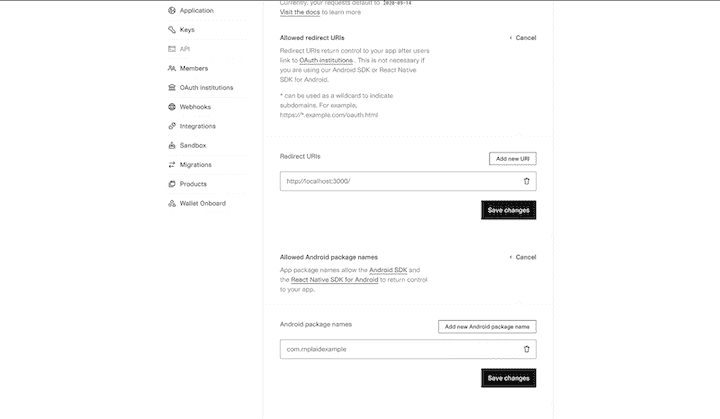 Currently, your requests default to 2020-09-14
Visit the docs to learn more
Application
Keys
API
Members
OAuth institutions
Webhooks
Integrations
Sandbox
Migrations
Products
Wallet Onboard
Allowed redirect URIs
Cancel
Redirect URIs return control to your app after users
link to OAuth institutions . This is not necessary if
you are using our Android SDK or React Native
SDK for Android.
* can be used as a wildcard to indicate
subdomains. For example,
https://*.example.com/oauth.html
Redirect URIs
Add new URI
http://localhost:3000/
Save changes
Allowed Android package names
Cancel
App package names allow the Android SDK and
the React Native SDK for Android to return control
to your app.
Android package names
Add new Android package name
com.rnplaidexample
Save changes